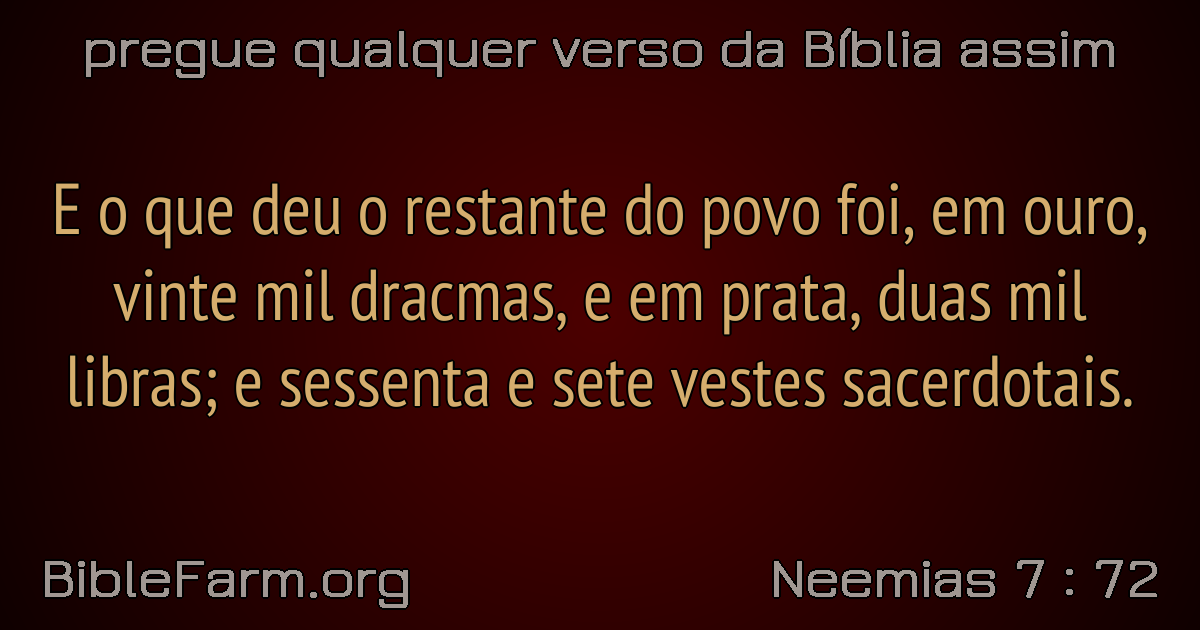 pregue qualquer verso da Bíblia assim
E o que deu o restante do povo foi, em ouro,
vinte mil dracmas, e em prata, duas mil
libras; e sessenta e sete vestes sacerdotais.
BibleFarm.org
Neemias 7 : 72